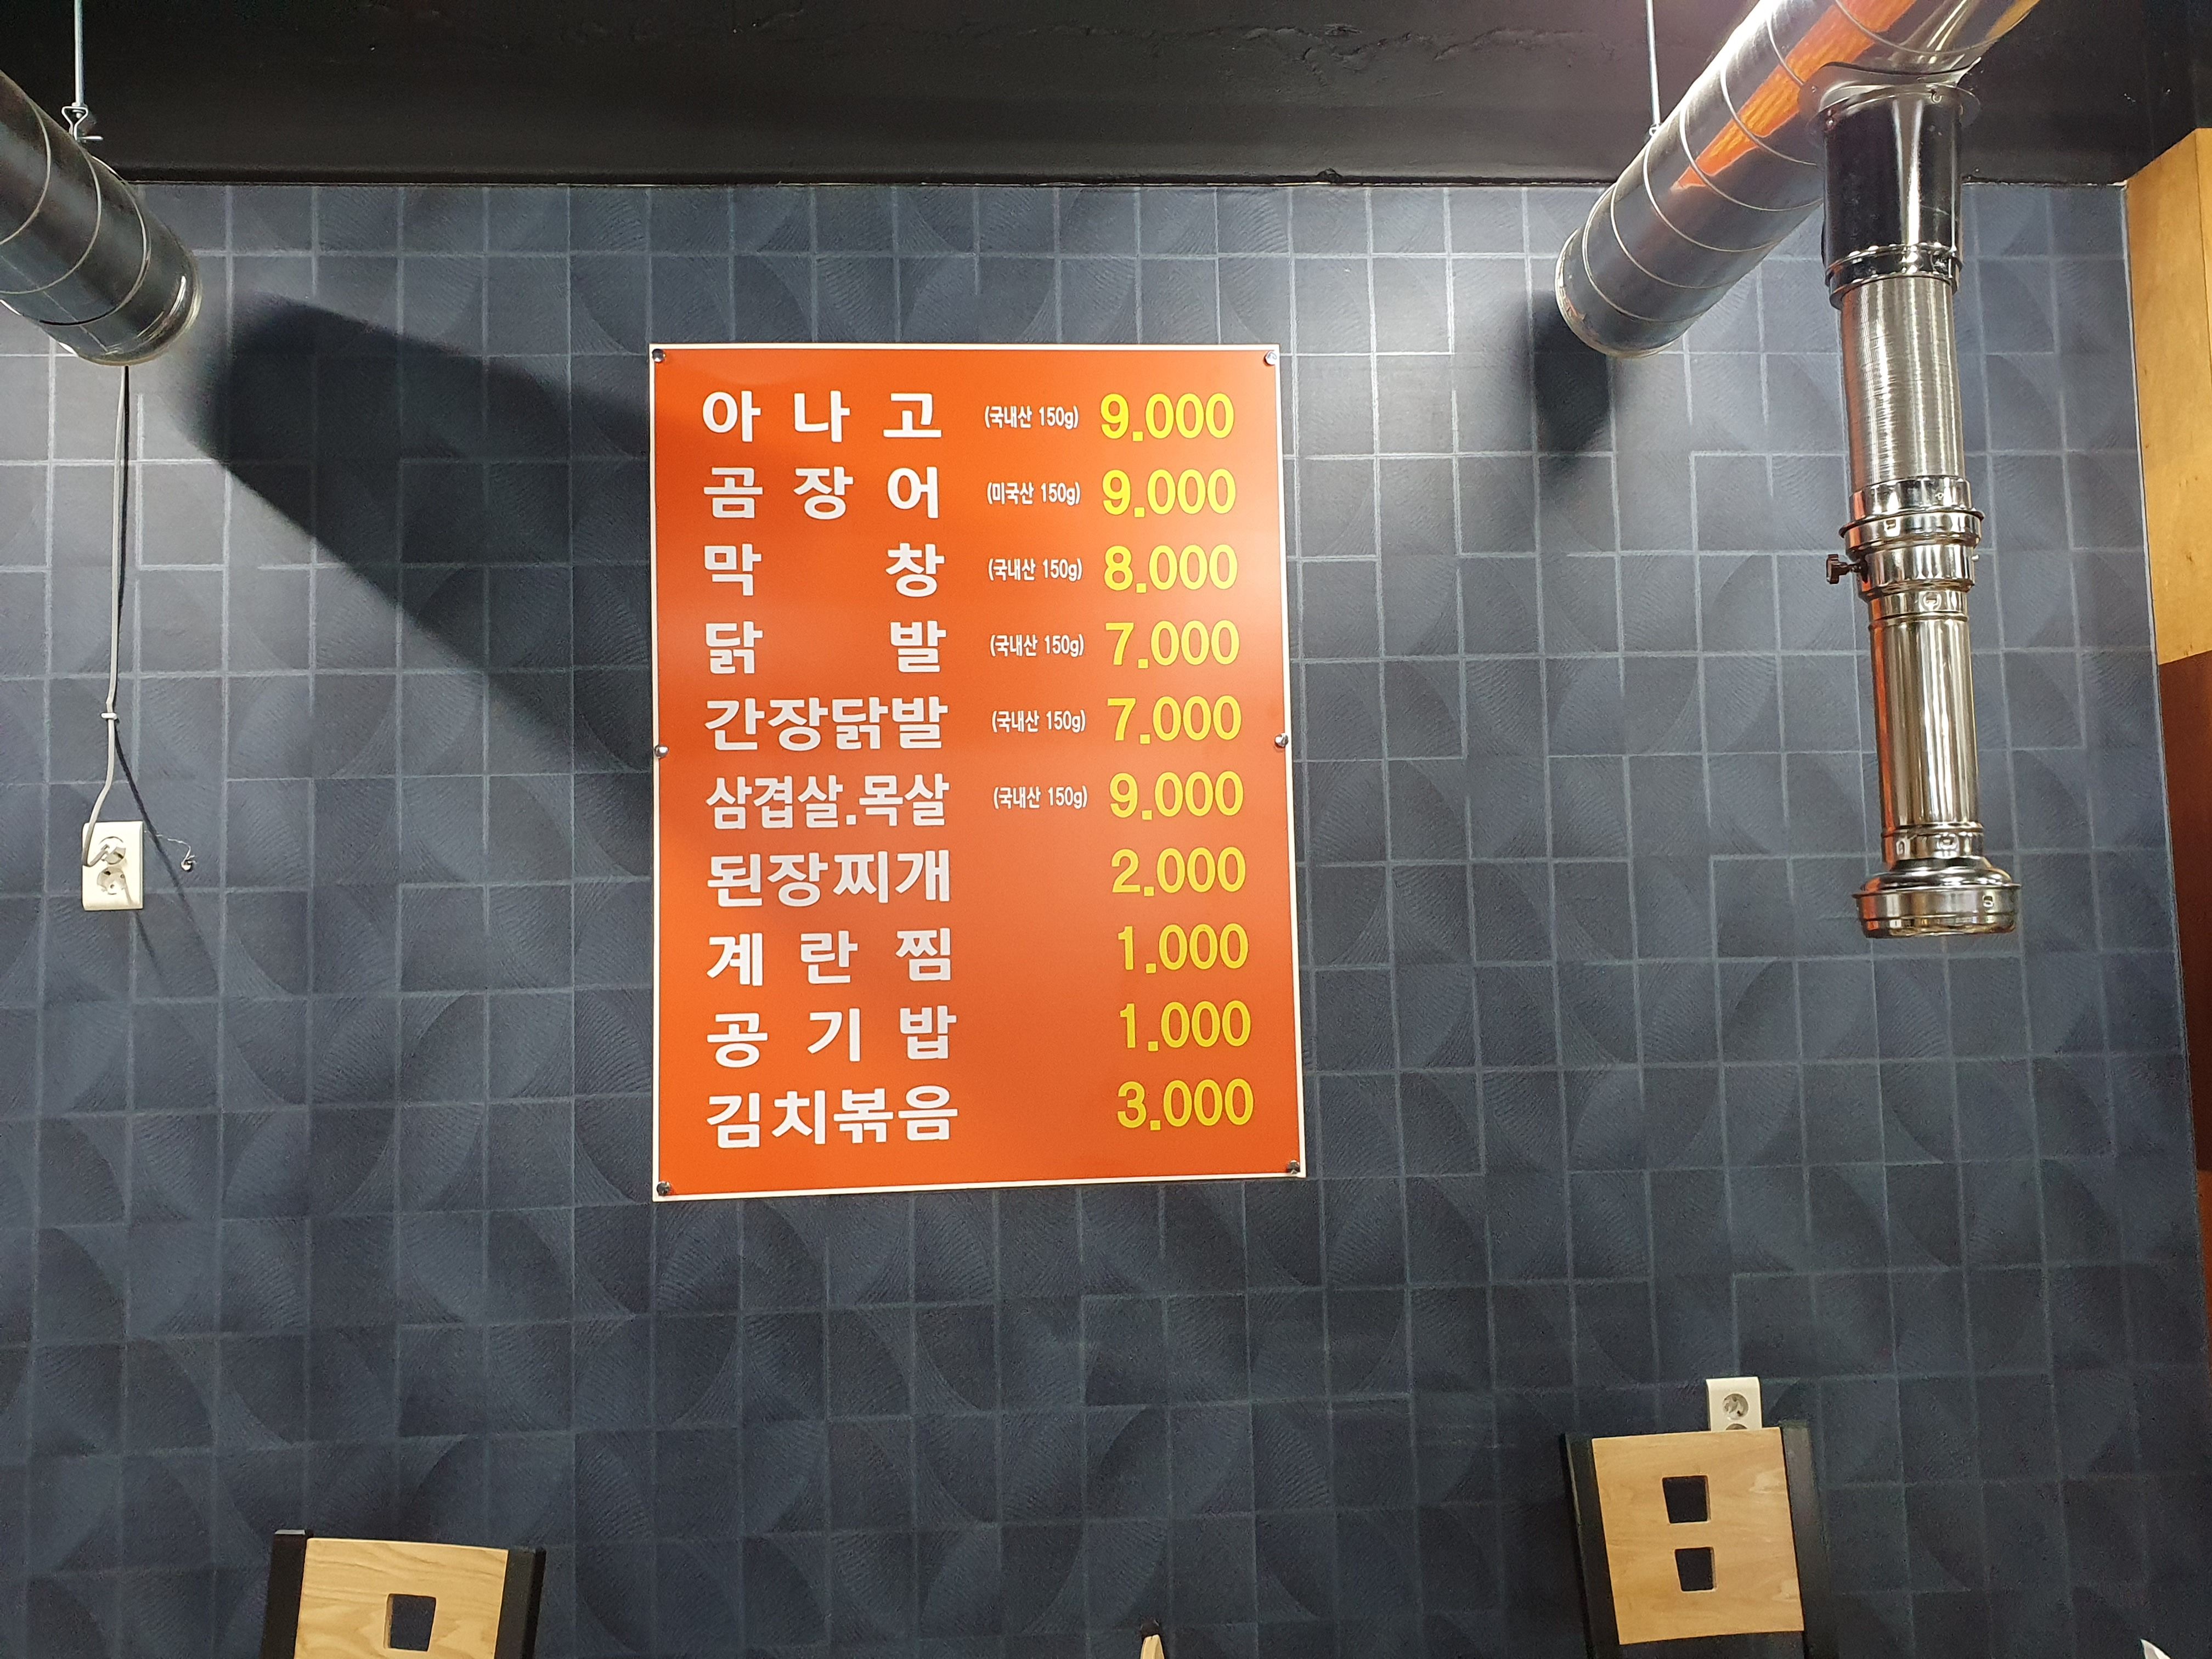 아나고 (국내산 150g) 9.000
곰장어 (미국산 150g) 9.000
막창 (국내산 150g) 8.000
닭발 (국내산 150g) 7.000
간장닭발 (국내산 150g) 7.000
삼겹살.목살 (국내산 150g) 9.000
된장찌개 2.000
계란찜 1.000
공기밥 1.000
김치볶음 3.000